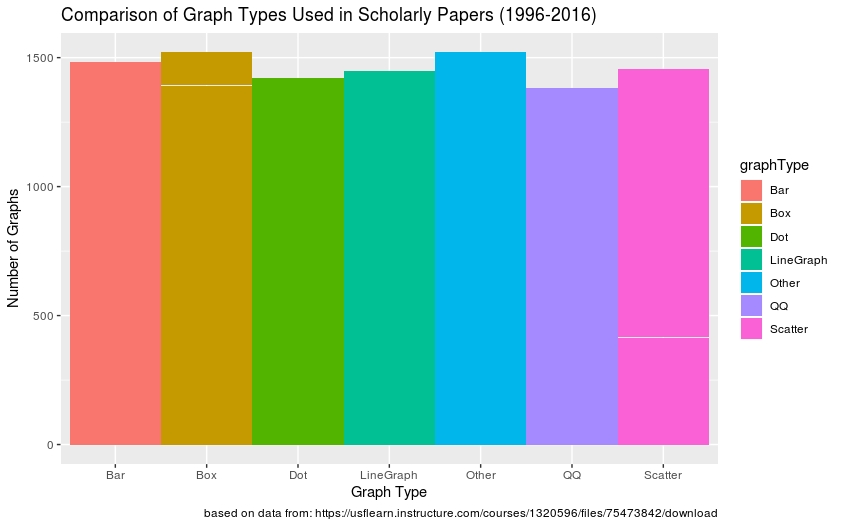 Comparison of Graph Types Used in Scholarly Papers (1996-2016)
1500
1000
500
0
Number of Graphs
Bar
Box
Dot
LineGraph
Other
QQ
Scatter
Graph Type
graphType
Bar
Box
Dot
LineGraph
Other
QQ
Scatter
based on data from: https://usflearn.instructure.com/courses/1320596/files/75473842/download